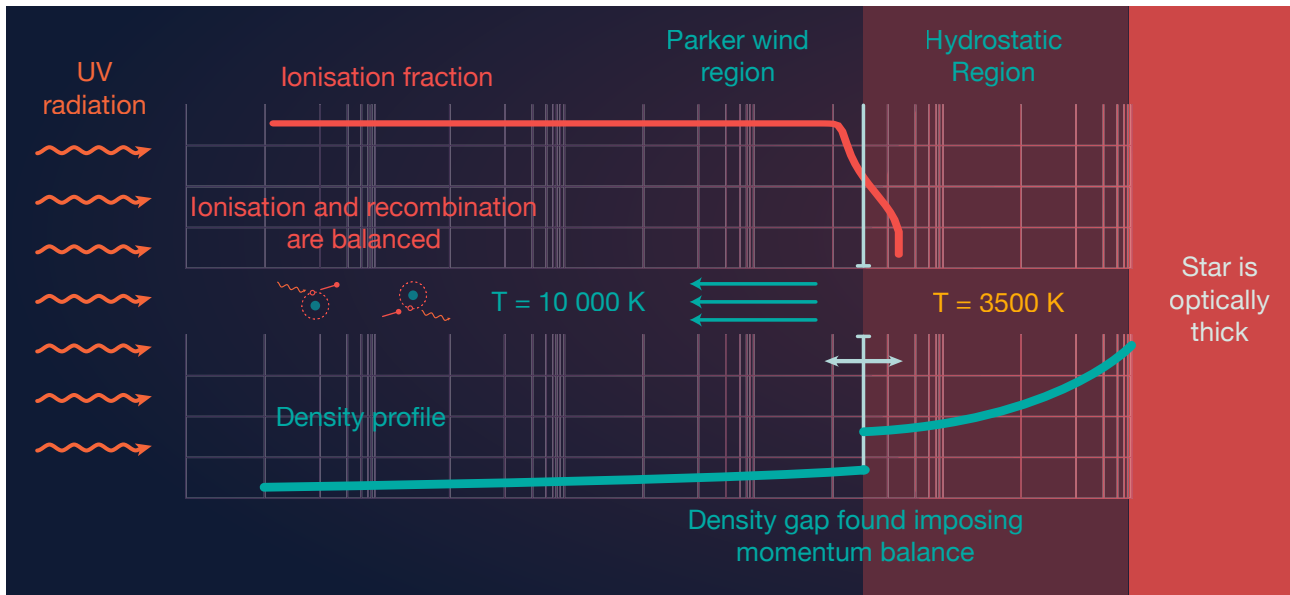 UV
radiation
Ionisation fraction
Parker wind
region
Hydrostatic
Region
Ionisation and recombination
are balanced
T = 10 000 K
T = 3500 K
Star is
optically
thick
Density profile
Density gap found imposing
momentum balance